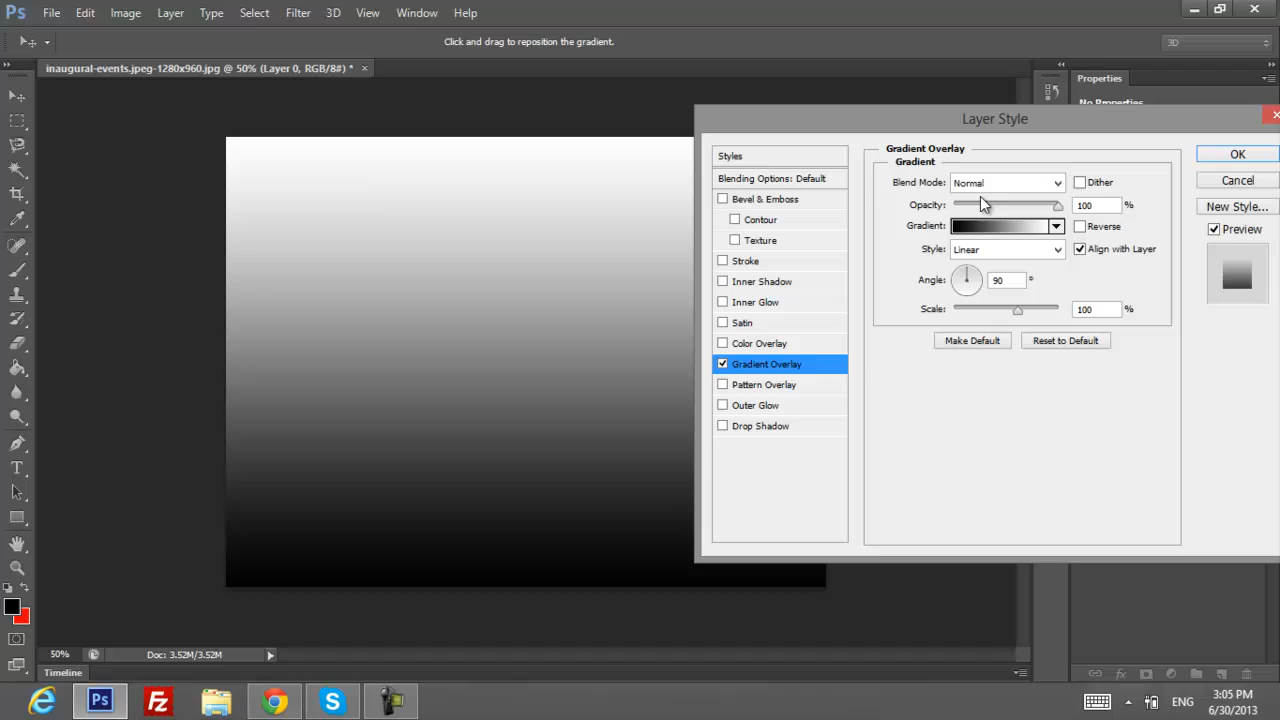 Ps File Edit Image Layer Type Select Filter 3D View Window Help
Click and drag to reposition the gradient.
3D
inaugural-events.jpeg-1280x960.jpg @ 50% (Layer 0, RGB/8#) * ×
Properties
No Properties
Layer Style
Styles
Blending Options: Default
Bevel & Emboss
Contour
Texture
Stroke
Inner Shadow
Inner Glow
Satin
Color Overlay
Gradient Overlay
Pattern Overlay
Outer Glow
Drop Shadow
Gradient Overlay
Gradient
Blend Mode: Normal Dither
Opacity: 100 %
Gradient: Reverse
Style: Linear Align with Layer
Angle: 90 °
Scale: 100 %
Make Default Reset to Default
OK
Cancel
New Style...
Preview
T
50% Doc: 3.52M/3.52M
Timeline
fx
Ps Fz S
ENG
3:05 PM
6/30/2013